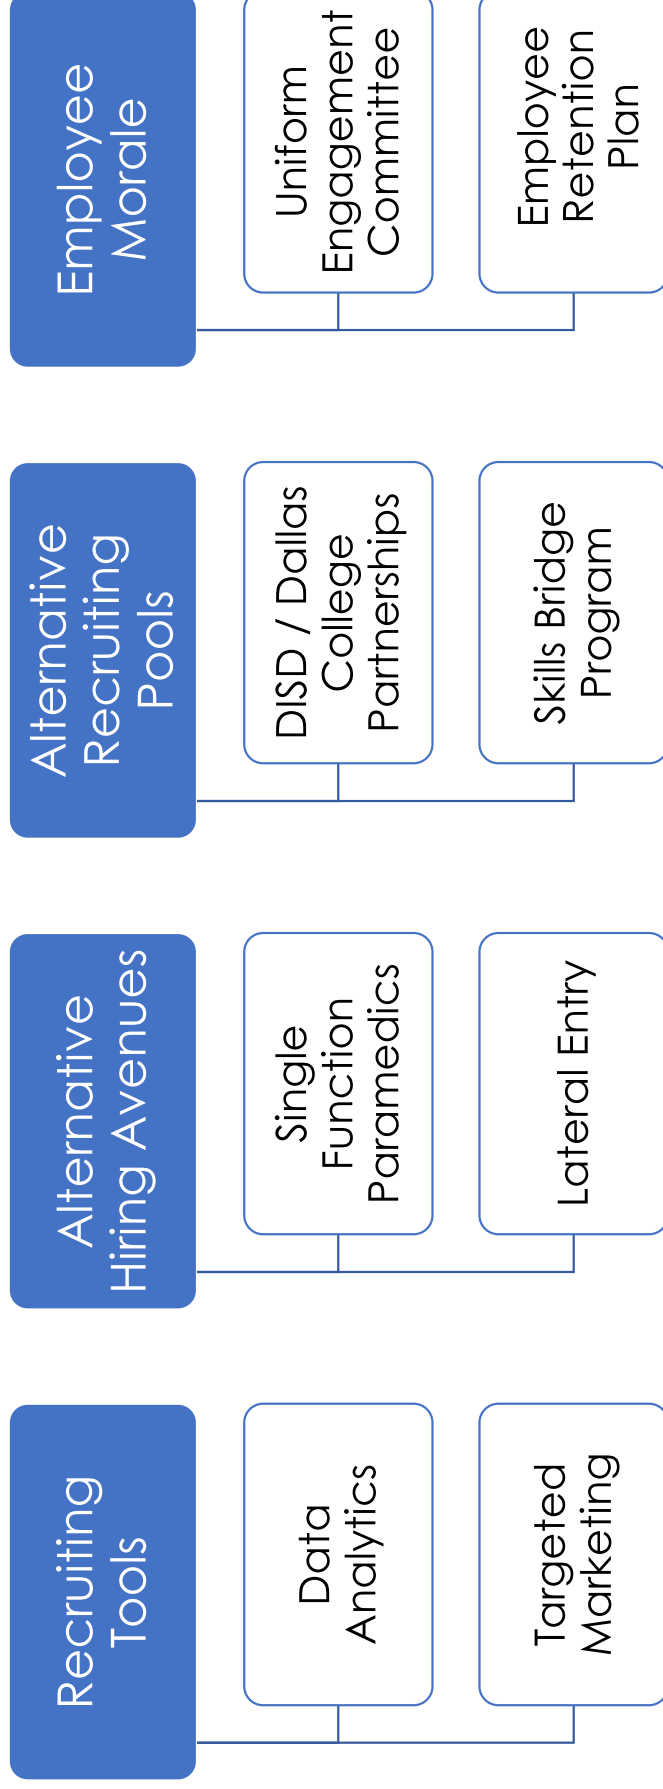 Recruiting
Tools
Data
Analytics
Targeted
Marketing
Alternative
Hiring Avenues
Single
Function
Paramedics
Lateral Entry
Alternative
Recruiting
Pools
DISD / Dallas
College
Partnerships
Skills Bridge
Program
Employee
Morale
Uniform
Engagement
Committee
Employee
Retention
Plan